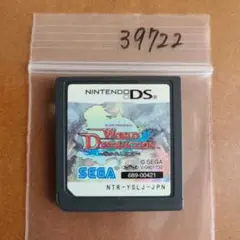 39722
NINTENDO DS
WORLD DESTRUCTION
© SEGA
SEGA
689-00421
NTR-YSLJ-JPN